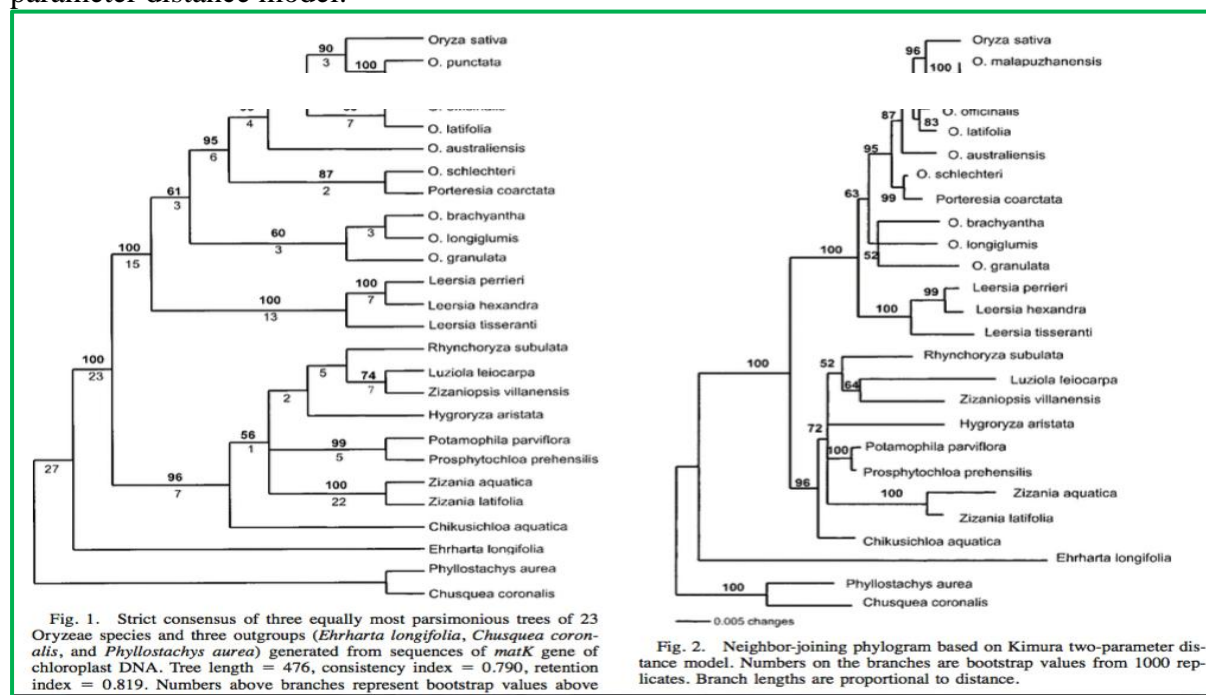 parameter distance model.
90
Oryza sativa
3
100
O. punctata
4
7
O. latifolia
95
6
O. australiensis
87
O. schlechteri
2
Porteresia coarctata
61
3
O. brachyantha
60
3
O. longiglumis
3
O. granulata
100
15
100
Leersia perrieri
7
100
Leersia hexandra
13
Leersia tisseranti
Rhynchoryza subulata
100
23
5
74
Luziola leiocarpa
7
Zizaniopsis villanensis
2
Hygroryza aristata
56
1
99
Potamophila parviflora
5
Prosphytochloa prehensilis
27
96
7
100
Zizania aquatica
22
Zizania latifolia
Chikusichloa aquatica
Ehrharta longifolia
Phyllostachys aurea
Chusquea coronalis
Fig. 1. Strict consensus of three equally most parsimonious trees of 23
Oryzeae species and three outgroups (Ehrharta longifolia, Chusquea coron-
alis, and Phyllostachys aurea) generated from sequences of matK gene of
chloroplast DNA. Tree length = 476, consistency index = 0.790, retention
index = 0.819. Numbers above branches represent bootstrap values above
96
Oryza sativa
100
O. malapuzhanensis
87
O. officinalis
83
O. latifolia
95
O. australiensis
O. schlechteri
63
99
Porteresia coarctata
O. brachyantha
100
O. longiglumis
52
O. granulata
99
Leersia perrieri
100
Leersia hexandra
Leersia tisseranti
100
52
Rhynchoryza subulata
64
Luziola leiocarpa
Zizaniopsis villanensis
72
Hygroryza aristata
100
Potamophila parviflora
Prosphytochloa prehensilis
96
100
Zizania aquatica
Zizania latifolia
Chikusichloa aquatica
Ehrharta longifolia
100
Phyllostachys aurea
Chusquea coronalis
0.005 changes
Fig. 2. Neighbor-joining phylogram based on Kimura two-parameter dis-
tance model. Numbers on the branches are bootstrap values from 1000 rep-
licates. Branch lengths are proportional to distance.